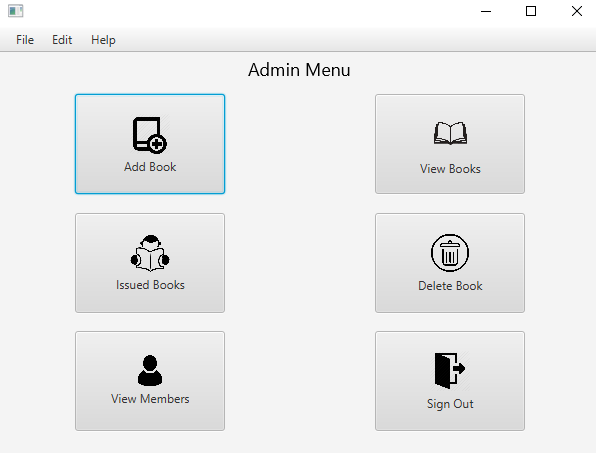 File Edit Help
Admin Menu
Add Book
View Books
Issued Books
Delete Book
View Members
Sign Out